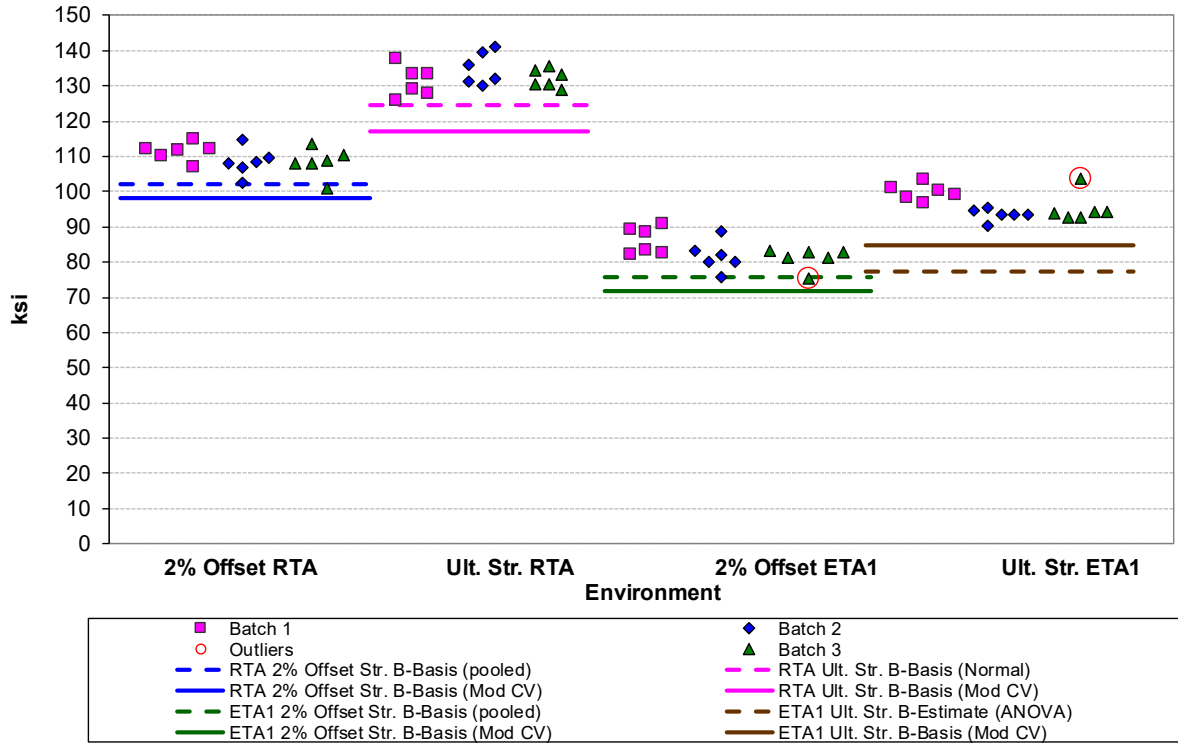 150
140
130
120
110
100
90
80
70
60
50
40
30
20
10
0
ksi
2% Offset RTA Ult. Str. RTA 2% Offset ETA1 Ult. Str. ETA1
Environment
Batch 1 Batch 2
Outliers Batch 3
RTA 2% Offset Str. B-Basis (pooled) RTA Ult. Str. B-Basis (Normal)
RTA 2% Offset Str. B-Basis (Mod CV) RTA Ult. Str. B-Basis (Mod CV)
ETA1 2% Offset Str. B-Basis (pooled) ETA1 Ult. Str. B-Estimate (ANOVA)
ETA1 2% Offset Str. B-Basis (Mod CV) ETA1 Ult. Str. B-Basis (Mod CV)